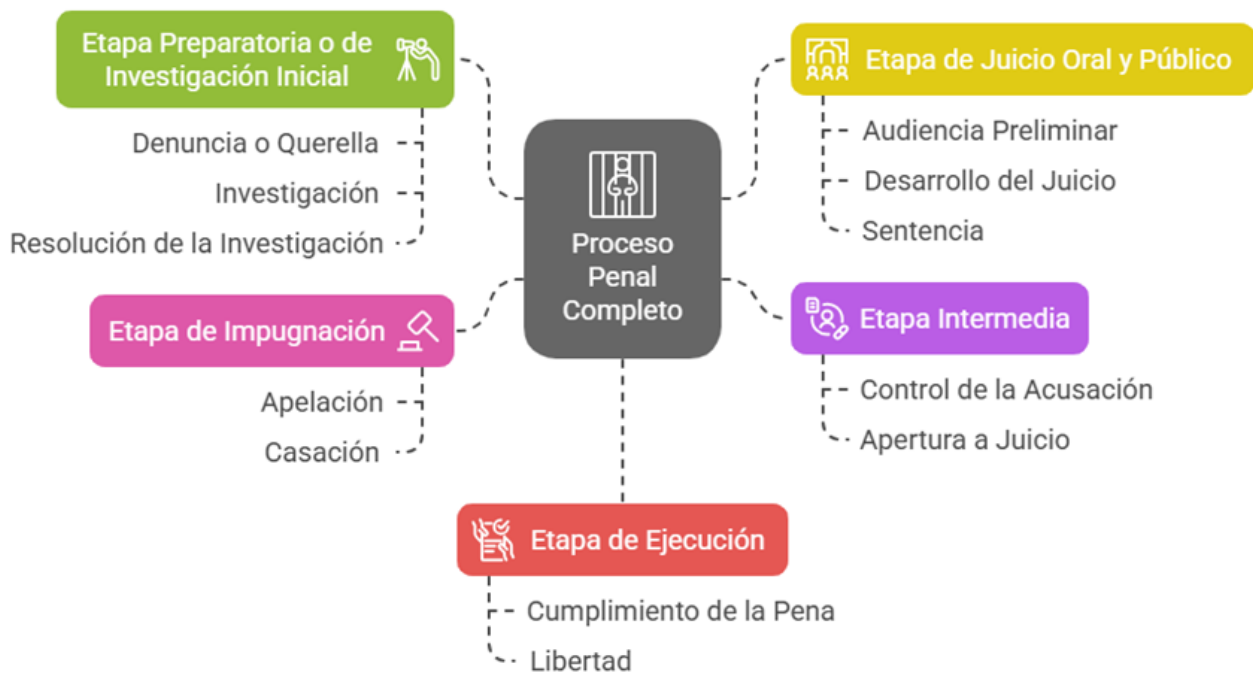 Etapa Preparatoria o de
Investigación Inicial
Denuncia o Querella
Investigación
Resolución de la Investigación
Etapa de Impugnación
Apelación
Casación
Proceso
Penal
Completo
Etapa de Juicio Oral y Público
Audiencia Preliminar
Desarrollo del Juicio
Sentencia
Etapa Intermedia
Control de la Acusación
Apertura a Juicio
Etapa de Ejecución
Cumplimiento de la Pena
Libertad